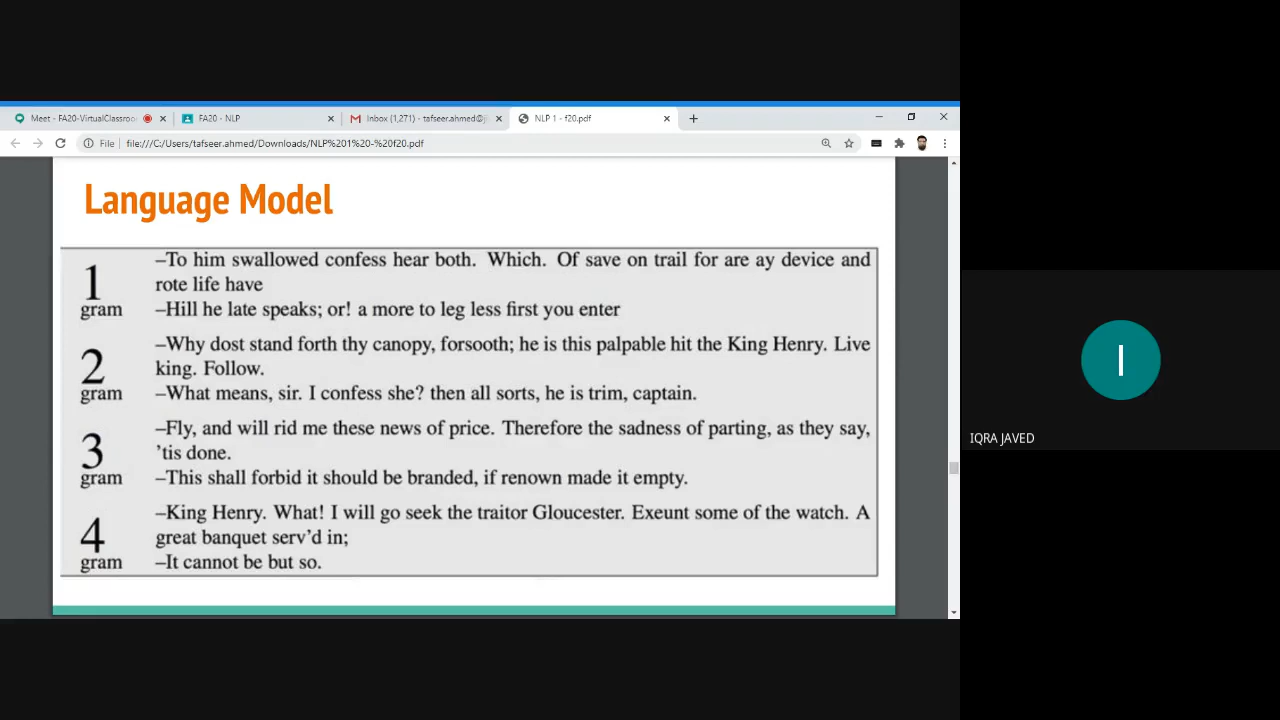 Meet - FA20-VirtualClassroo
FA20 - NLP
Inbox (1,271) - tafseer.ahmed@j
NLP 1 - f20.pdf
File
file:///C:/Users/tafseer.ahmed/Downloads/NLP%201%20-%20f20.pdf
Language Model
1
gram
–To him swallowed confess hear both. Which. Of save on trail for are ay device and
rote life have
–Hill he late speaks; or! a more to leg less first you enter
2
gram
–Why dost stand forth thy canopy, forsooth; he is this palpable hit the King Henry. Live
king. Follow.
–What means, sir. I confess she? then all sorts, he is trim, captain.
3
gram
–Fly, and will rid me these news of price. Therefore the sadness of parting, as they say,
’tis done.
–This shall forbid it should be branded, if renown made it empty.
4
gram
–King Henry. What! I will go seek the traitor Gloucester. Exeunt some of the watch. A
great banquet serv’d in;
–It cannot be but so.
I
IQRA JAVED